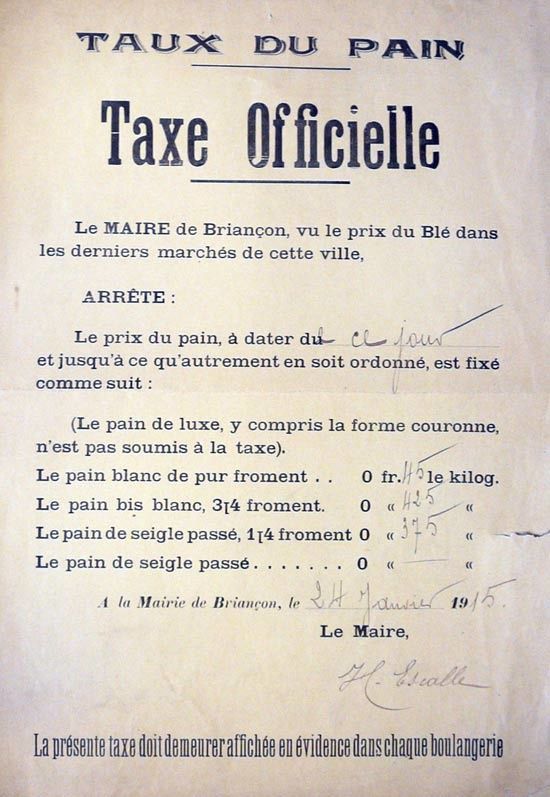 TAUX DU PAIN
Taxe Officielle
Le MAIRE de Briançon, vu le prix du Blé dans
les derniers marchés de cette ville,
ARRÊTE :
Le prix du pain, à dater de ce jour
et jusqu'à ce qu'autrement en soit ordonné, est fixé
comme suit :
(Le pain de luxe, y compris la forme couronne,
n'est pas soumis à la taxe).
Le pain blanc de pur froment . . 0 fr. 45 le kilog.
Le pain bis blanc, 3/4 froment. 0 « 425 «
Le pain de seigle passé, 1/4 froment 0 « 375 «
Le pain de seigle passé . . . . . . . 0 « — «
A la Mairie de Briançon, le 24 Janvier 1915.
Le Maire,
H. Escalle
La présente taxe doit demeurer affichée en évidence dans chaque boulangerie